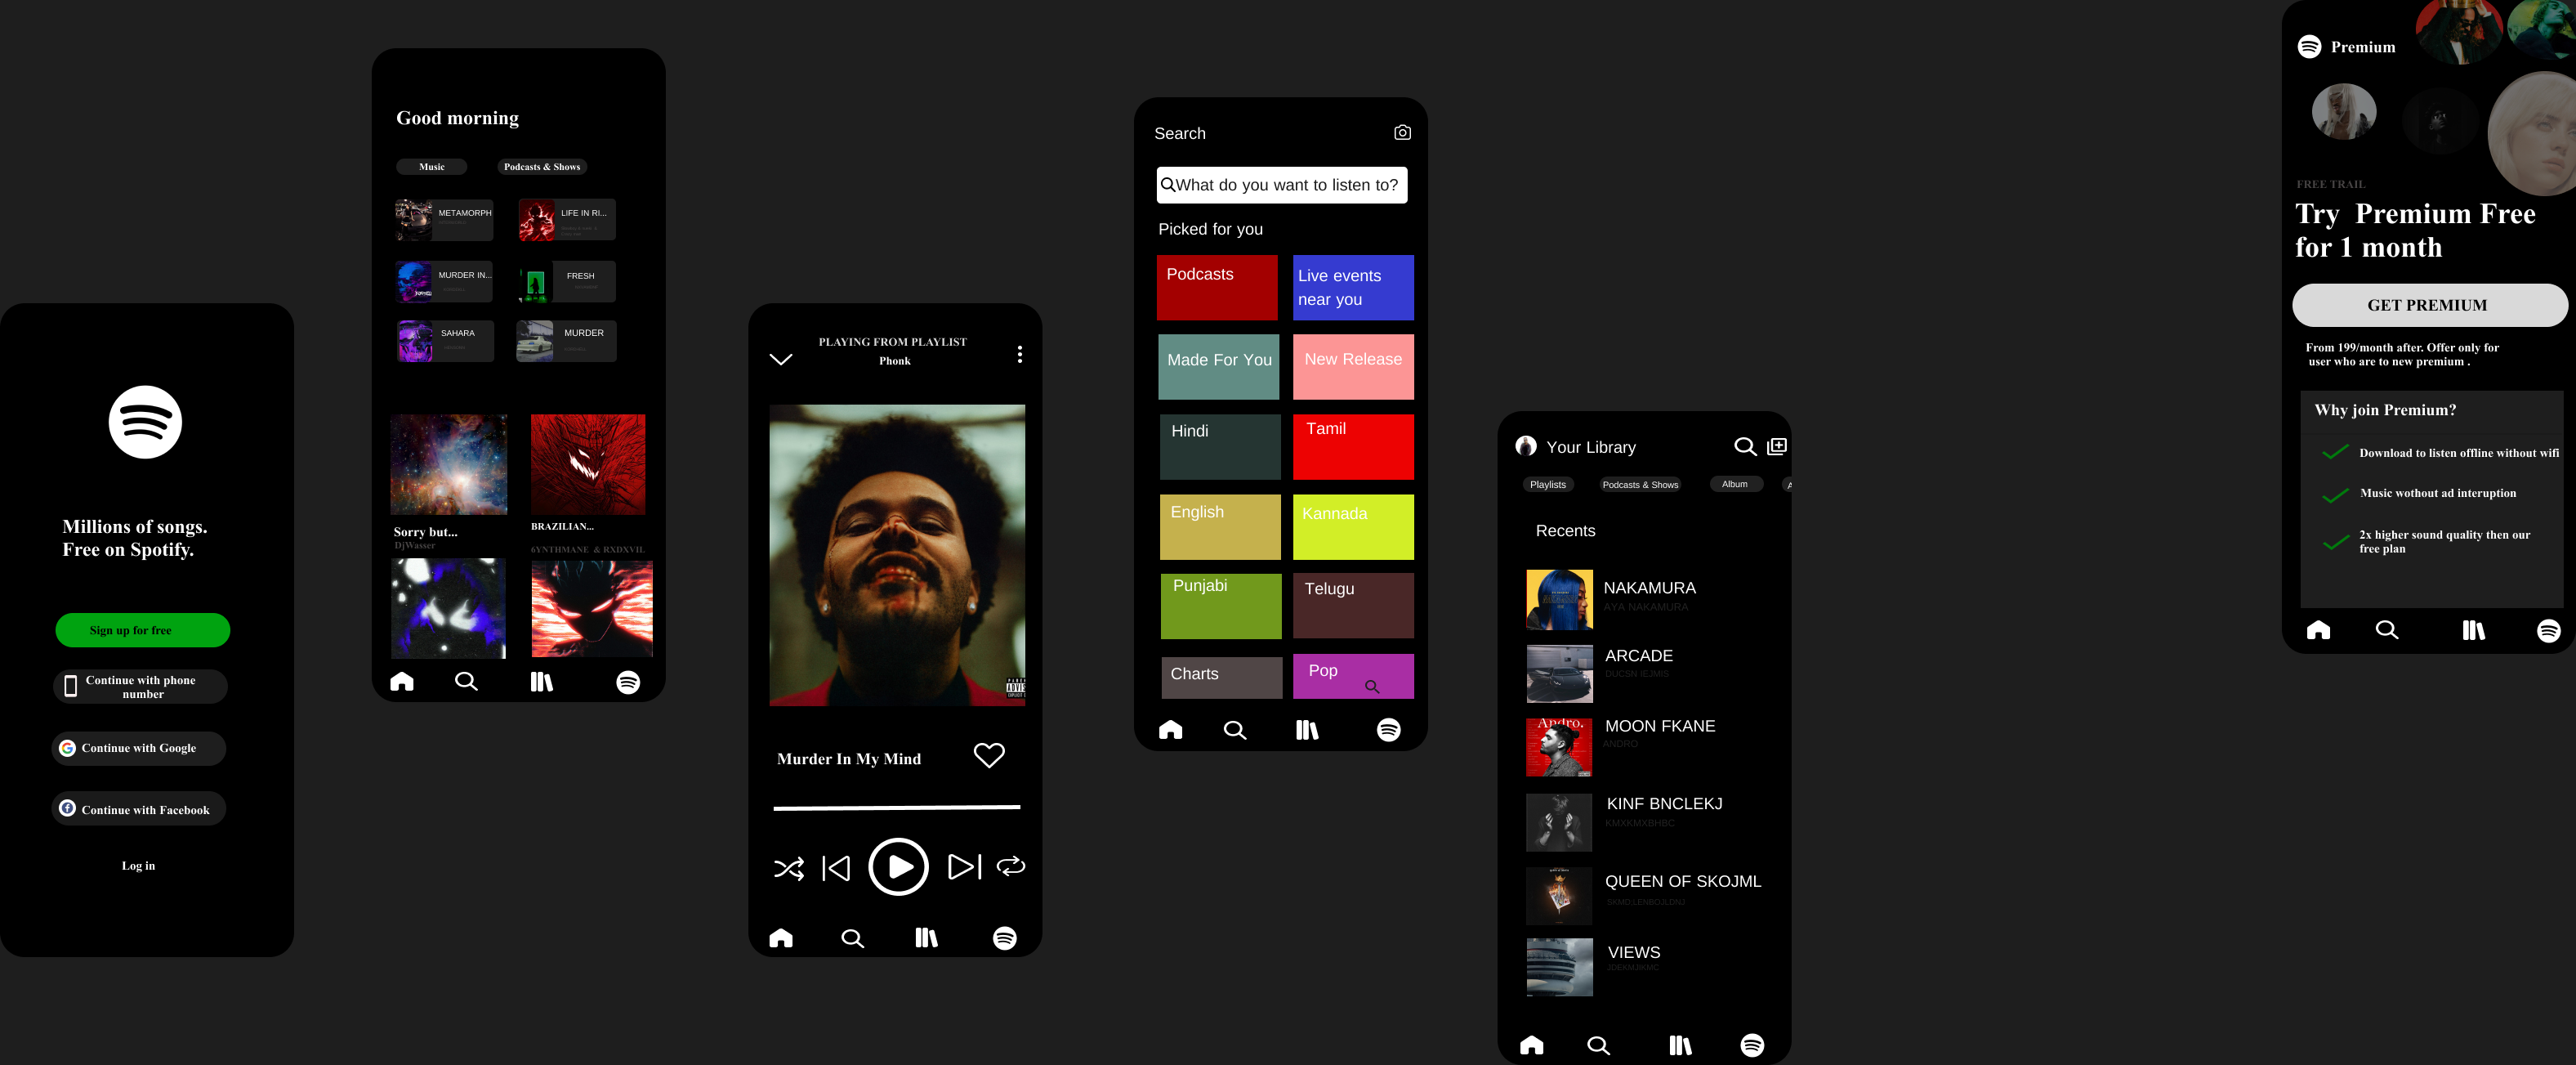 Millions of songs.
Free on Spotify.
Sign up for free
Continue with phone
number
Continue with Google
Continue with Facebook
Log in
Good morning
Music
Podcasts & Shows
METAMORPH
LIFE IN RI...
MURDER IN...
FRESH
SAHARA
MURDER
Sorry but...
DjWasser
BRAZILIAN...
6YNTHMANE & RXDXVIL
PLAYING FROM PLAYLIST
Phonk
Murder In My Mind
Search
What do you want to listen to?
Picked for you
Podcasts
Live events
near you
Made For You
New Release
Hindi
Tamil
English
Kannada
Punjabi
Telugu
Charts
Pop
Your Library
Playlists
Podcasts & Shows
Album
A
Recents
NAKAMURA
AYA NAKAMURA
ARCADE
DUCSN IEJMIS
Andro.
MOON FKANE
ANDRO
KINF BNCLEKJ
KMXKMXBHBC
QUEEN OF SKOJML
SKMO;LENBOJLDNJ
VIEWS
Premium
FREE TRAIL
Try Premium Free
for 1 month
GET PREMIUM
From 199/month after. Offer only for
user who are to new premium .
Why join Premium?
Download to listen offline without wifi
Music wothout ad interuption
2x higher sound quality then our
free plan